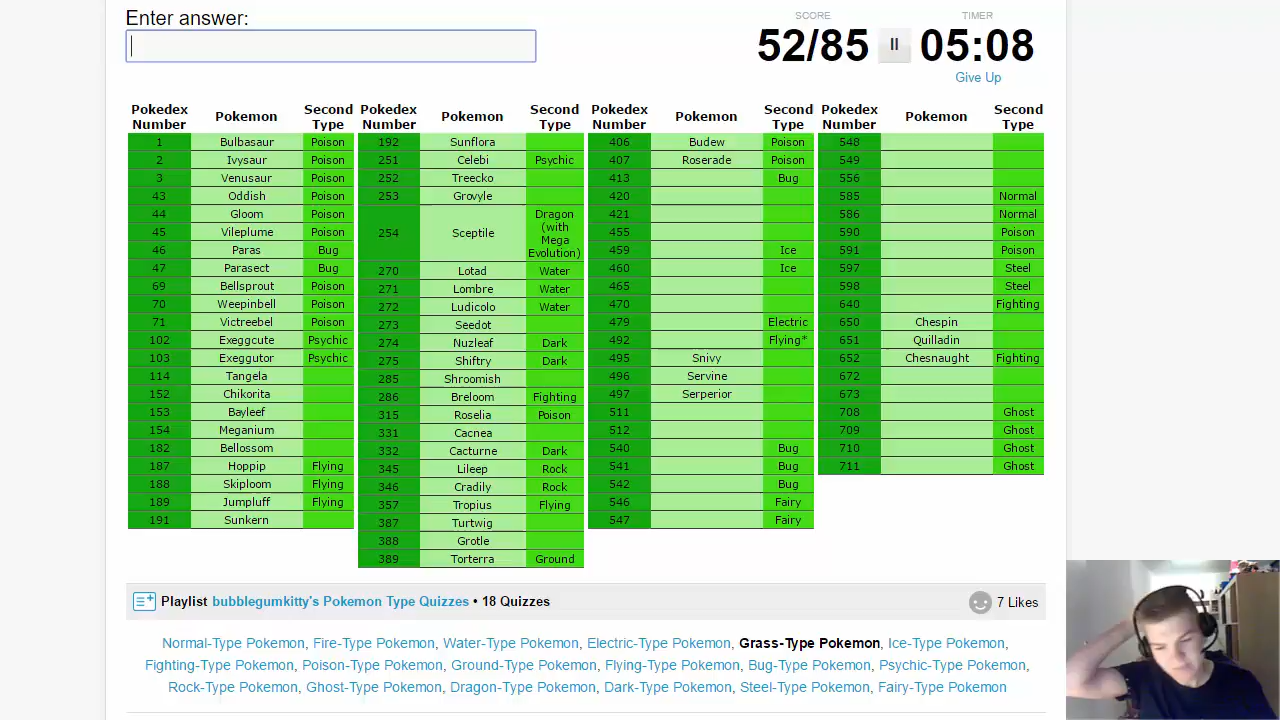 Enter answer:
SCORE
52/85
TIMER
05:08
Give Up
Pokedex Number Pokemon Second Type
1 Bulbasaur Poison
2 Ivysaur Poison
3 Venusaur Poison
43 Oddish Poison
44 Gloom Poison
45 Vileplume Poison
46 Paras Bug
47 Parasect Bug
69 Bellsprout Poison
70 Weepinbell Poison
71 Victreebel Poison
102 Exeggcute Psychic
103 Exeggutor Psychic
114 Tangela
152 Chikorita
153 Bayleef
154 Meganium
182 Bellossom
187 Hoppip Flying
188 Skiploom Flying
189 Jumpluff Flying
191 Sunkern
Pokedex Number Pokemon Second Type
192 Sunflora
251 Celebi Psychic
252 Treecko
253 Grovyle
254 Sceptile Dragon (with Mega Evolution)
270 Lotad Water
271 Lombre Water
272 Ludicolo Water
273 Seedot
274 Nuzleaf Dark
275 Shiftry Dark
285 Shroomish
286 Breloom Fighting
315 Roselia Poison
331 Cacnea
332 Cacturne Dark
345 Lileep Rock
346 Cradily Rock
357 Tropius Flying
387 Turtwig
388 Grotle
389 Torterra Ground
Pokedex Number Pokemon Second Type
406 Budew Poison
407 Roserade Poison
413 Bug
420
421
455
459 Ice
460 Ice
465
470
479 Electric
492 Flying*
495 Snivy
496 Servine
497 Serperior
511
512
540 Bug
541 Bug
542 Bug
546 Fairy
547 Fairy
Pokedex Number Pokemon Second Type
548
549
556
585 Normal
586 Normal
590 Poison
591 Poison
597 Steel
598 Steel
640 Fighting
650 Chespin
651 Quilladin
652 Chesnaught Fighting
672
673
708 Ghost
709 Ghost
710 Ghost
711 Ghost
Playlist bubblegumkitty's Pokemon Type Quizzes • 18 Quizzes
7 Likes
Normal-Type Pokemon, Fire-Type Pokemon, Water-Type Pokemon, Electric-Type Pokemon, Grass-Type Pokemon, Ice-Type Pokemon,
Fighting-Type Pokemon, Poison-Type Pokemon, Ground-Type Pokemon, Flying-Type Pokemon, Bug-Type Pokemon, Psychic-Type Pokemon,
Rock-Type Pokemon, Ghost-Type Pokemon, Dragon-Type Pokemon, Dark-Type Pokemon, Steel-Type Pokemon, Fairy-Type Pokemon